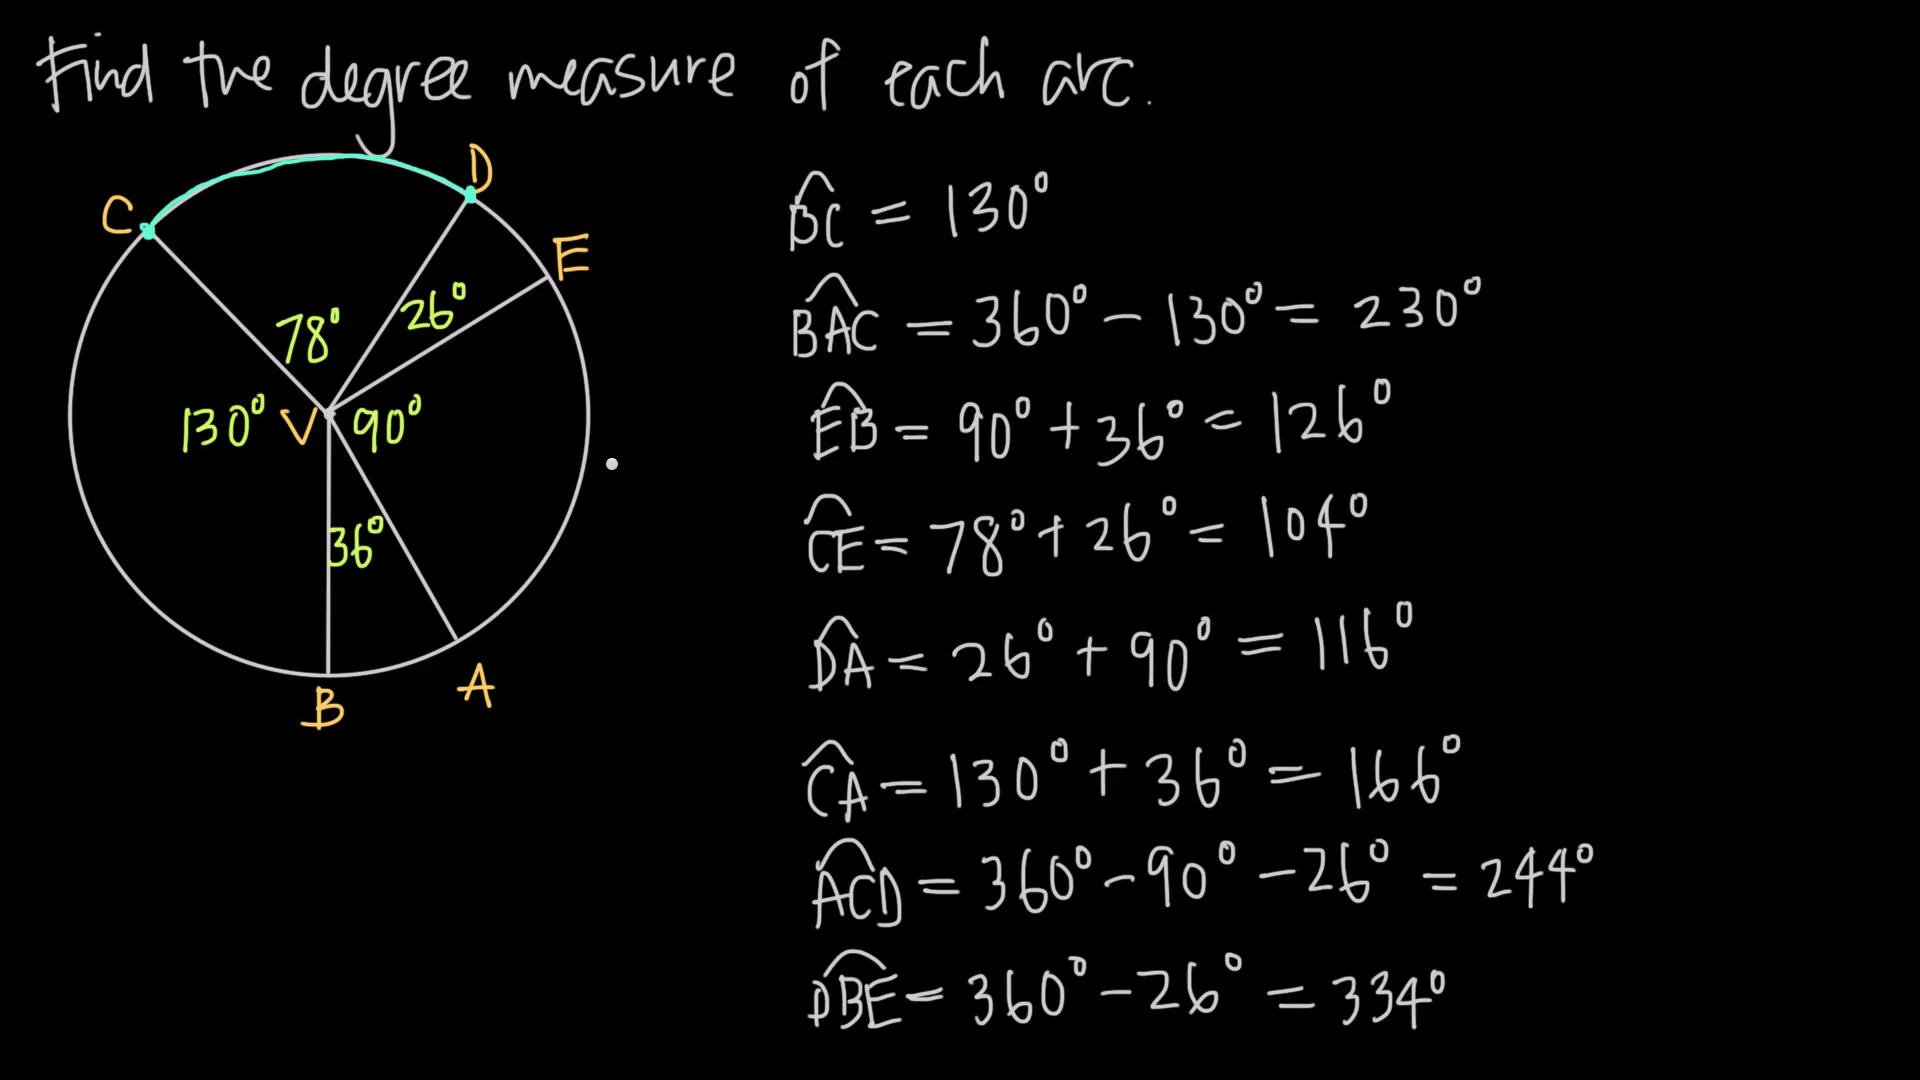 Find the degree measure of each arc.
C
D
E
78°
26°
130°
V
90°
36°
B
A
BC = 130°
BAC = 360° - 130° = 230°
EB = 90° + 36° = 126°
CE = 78° + 26° = 104°
DA = 26° + 90° = 116°
CA = 130° + 36° = 166°
ACD = 360° - 90° - 26° = 244°
DBE = 360° - 26° = 334°